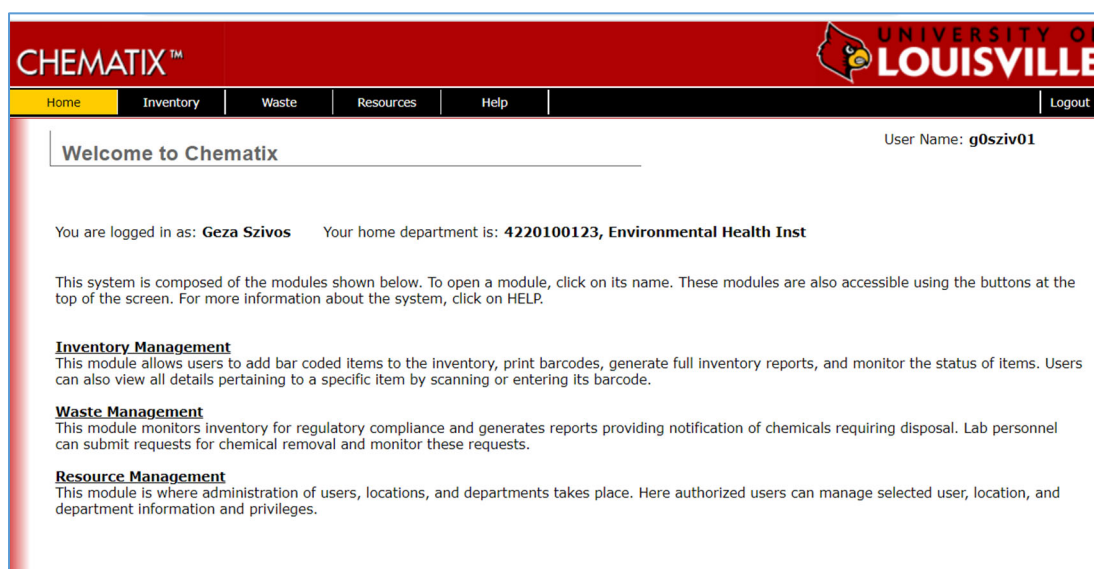 CHEMATIX™
UNIVERSITY O
LOUISVILLE
Home Inventory Waste Resources Help Logout
Welcome to Chematix
User Name: g0sziv01
You are logged in as: Geza Szivos Your home department is: 4220100123, Environmental Health Inst
This system is composed of the modules shown below. To open a module, click on its name. These modules are also accessible using the buttons at the
top of the screen. For more information about the system, click on HELP.
Inventory Management
This module allows users to add bar coded items to the inventory, print barcodes, generate full inventory reports, and monitor the status of items. Users
can also view all details pertaining to a specific item by scanning or entering its barcode.
Waste Management
This module monitors inventory for regulatory compliance and generates reports providing notification of chemicals requiring disposal. Lab personnel
can submit requests for chemical removal and monitor these requests.
Resource Management
This module is where administration of users, locations, and departments takes place. Here authorized users can manage selected user, location, and
department information and privileges.